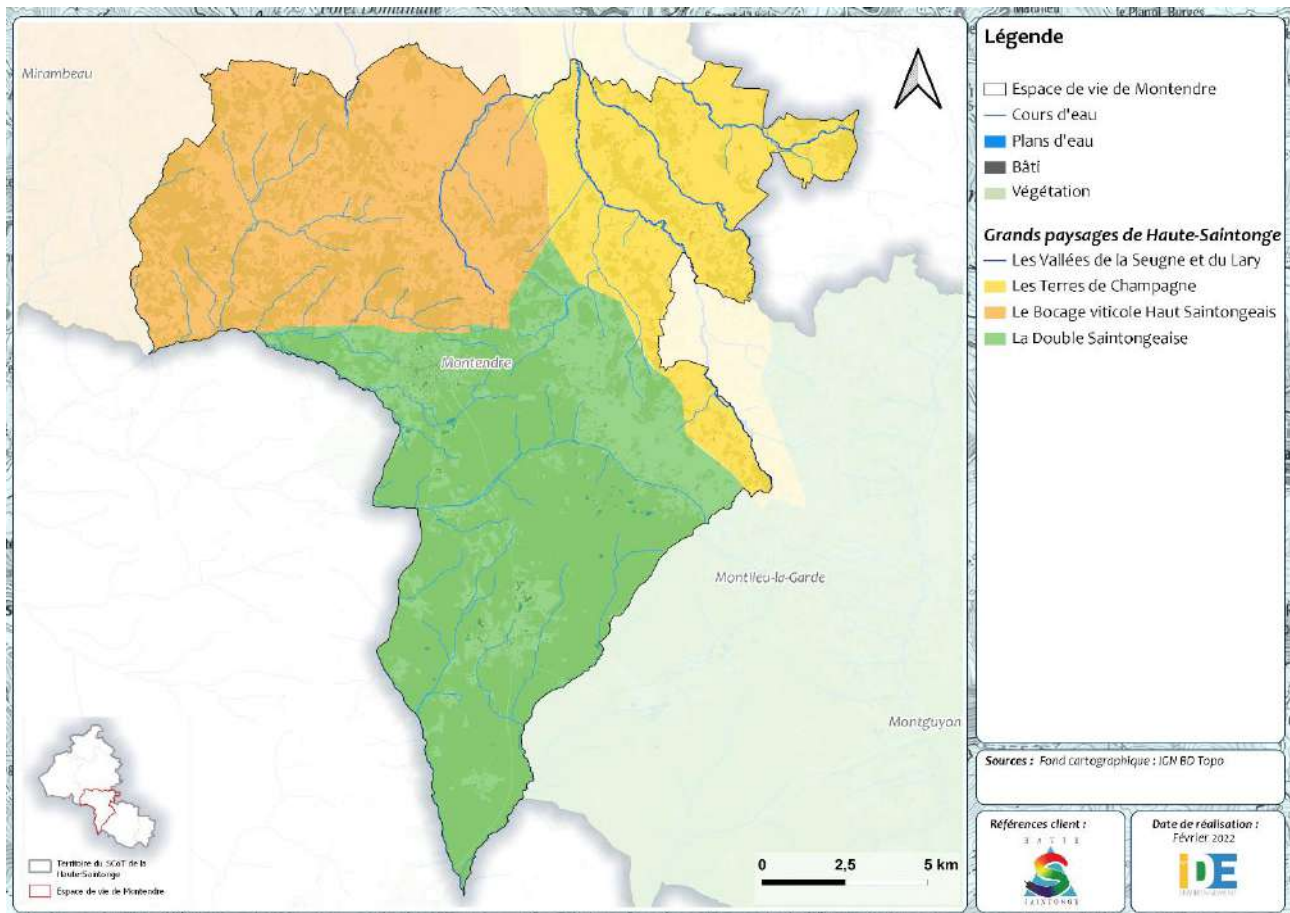 Mirambeau
Montendre
Montlieu-la-Garde
Montguyon
Territoire du SCoT de la
Haute-Saintonge
Espace de vie de Montendre
0 2,5 5 km
Légende
Espace de vie de Montendre
Cours d'eau
Plans d'eau
Bâti
Végétation
Grands paysages de Haute-Saintonge
Les Vallées de la Seugne et du Lary
Les Terres de Champagne
Le Bocage viticole Haut Saintongeais
La Double Saintongeaise
Sources : Fond cartographique : IGN BD Topo
Références client :
Date de réalisation :
Février 2022
IDE
ENVIRONNEMENT